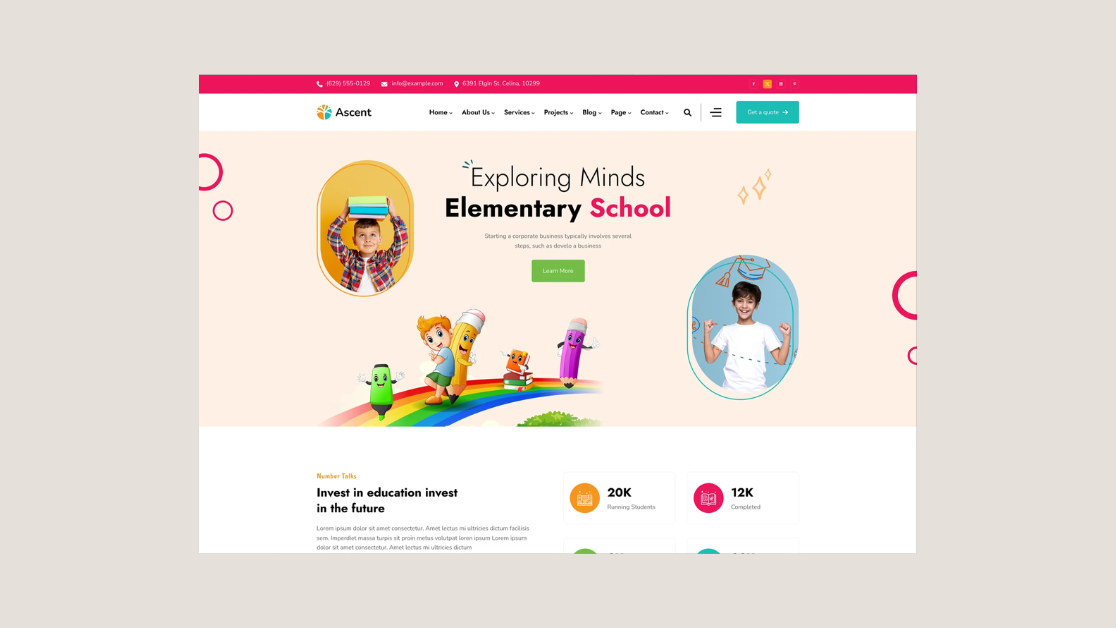 (629) 555-0129 info@example.com 6391 Elgin St. Celina, 10299
Ascent Home About Us Services Projects Blog Page Contact Get a quote
Exploring Minds
Elementary School
Starting a corporate business typically involves several
steps, such as develo a business
Learn More
Number Talks
Invest in education invest
in the future
Lorem ipsum dolor sit amet consectetur. Amet lectus mi ultricies dictum facilisis
sem. Imperdiet massa turpis sit proin metus volutpat loren ipsum Lorem ipsum
dolor sit amet consectetur. Amet lectus mi ultricies dictum
20K
Running Students
12K
Completed